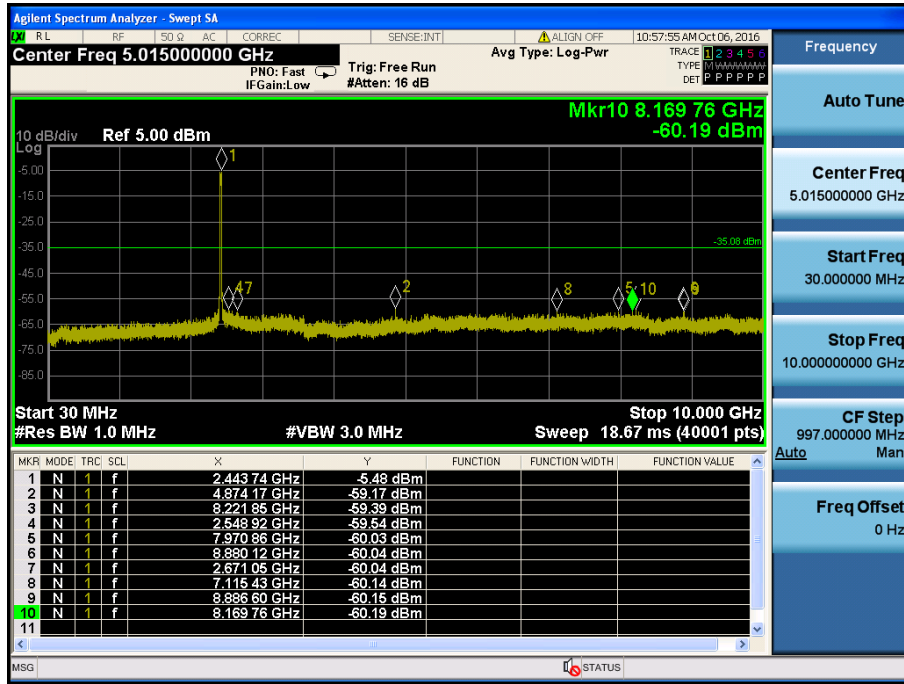 Agilent Spectrum Analyzer - Swept SA
LXI RL RF 50 Ω AC CORREC SENSE:INT ALIGN OFF 10:57:55 AM Oct 06, 2016
Center Freq 5.015000000 GHz
PNO: Fast
IFGain:Low
Trig: Free Run
#Atten: 16 dB
Avg Type: Log-Pwr
TRACE 1 2 3 4 5 6
TYPE M WWWWW
DET P P P P P P
Mkr10 8.169 76 GHz
-60.19 dBm
10 dB/div Ref 5.00 dBm
Log
1
-5.00
-15.0
-25.0
-35.0
-35.08 dBm
-45.0
4 7 2 8 5 10
-55.0
-65.0
-75.0
-85.0
Start 30 MHz Stop 10.000 GHz
#Res BW 1.0 MHz #VBW 3.0 MHz Sweep 18.67 ms (40001 pts)
MKR MODE TRC SCL X Y FUNCTION FUNCTION WIDTH FUNCTION VALUE
1 N 1 f 2.443 74 GHz -5.48 dBm
2 N 1 f 4.874 17 GHz -59.17 dBm
3 N 1 f 8.221 85 GHz -59.39 dBm
4 N 1 f 2.548 92 GHz -59.54 dBm
5 N 1 f 7.970 86 GHz -60.03 dBm
6 N 1 f 8.880 12 GHz -60.04 dBm
7 N 1 f 2.671 05 GHz -60.04 dBm
8 N 1 f 7.115 43 GHz -60.14 dBm
9 N 1 f 8.886 60 GHz -60.15 dBm
10 N 1 f 8.169 76 GHz -60.19 dBm
11
MSG STATUS
Frequency
Auto Tune
Center Freq
5.015000000 GHz
Start Freq
30.000000 MHz
Stop Freq
10.000000000 GHz
CF Step
997.000000 MHz
Auto Man
Freq Offset
0 Hz